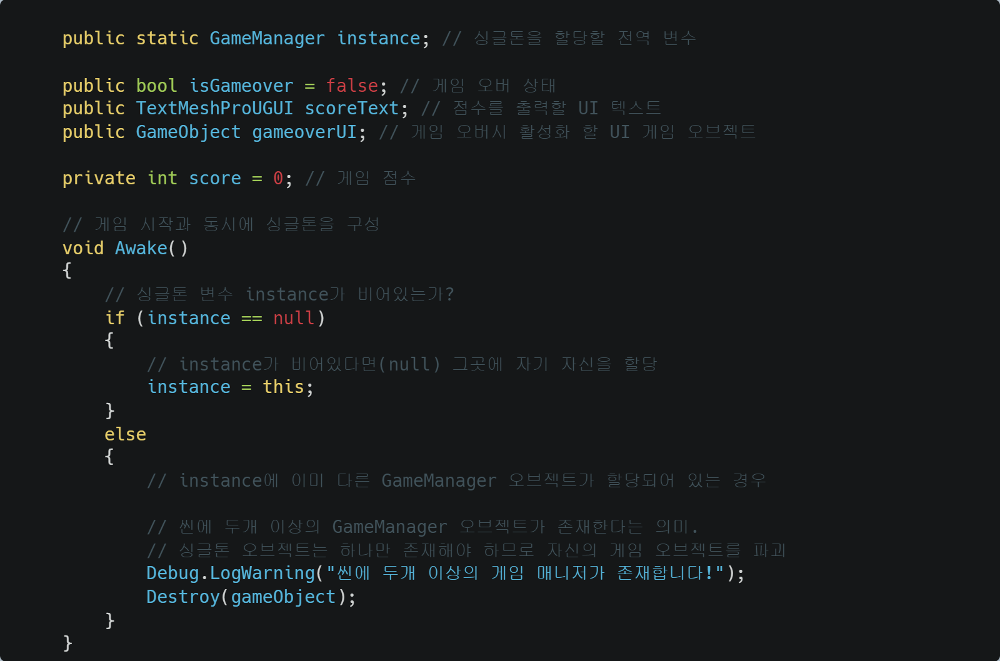 public static GameManager instance; // 싱글톤을 할당할 전역 변수
public bool isGameover = false; // 게임 오버 상태
public TextMeshProUGUI scoreText; // 점수를 출력할 UI 텍스트
public GameObject gameoverUI; // 게임 오버시 활성화 할 UI 게임 오브젝트
private int score = 0; // 게임 점수
// 게임 시작과 동시에 싱글톤을 구성
void Awake()
{
// 싱글톤 변수 instance가 비어있는가?
if (instance == null)
{
// instance가 비어있다면(null) 그곳에 자기 자신을 할당
instance = this;
}
else
{
// instance에 이미 다른 GameManager 오브젝트가 할당되어 있는 경우
// 씬에 두개 이상의 GameManager 오브젝트가 존재한다는 의미.
// 싱글톤 오브젝트는 하나만 존재해야 하므로 자신의 게임 오브젝트를 파괴
Debug.LogWarning("씬에 두개 이상의 게임 매니저가 존재합니다!");
Destroy(gameObject);
}
}